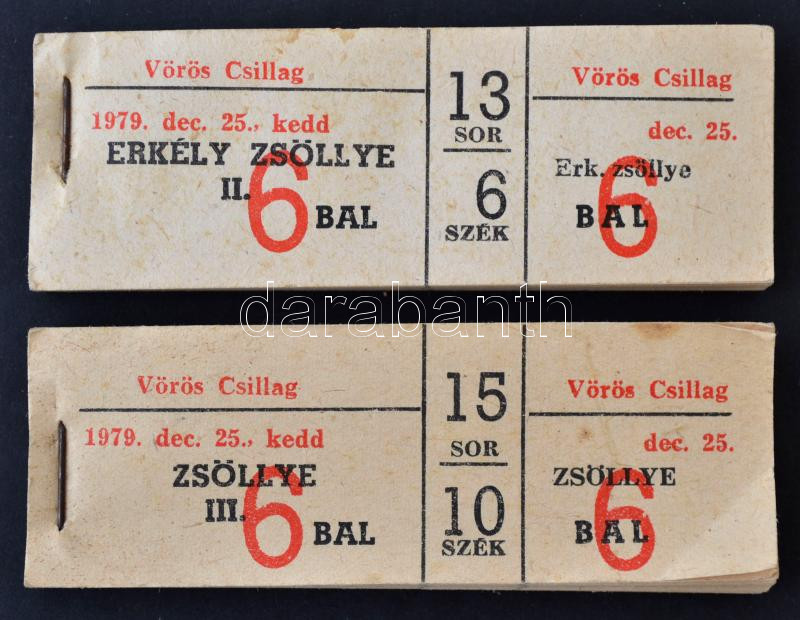 Vörös Csillag
1979. dec. 25., kedd
ERKÉLY ZSÖLLYE
II. 6 BAL
13
SOR
6
SZÉK
Vörös Csillag
dec. 25.
Erk. zsöllye
6
BAL
darabanth
Vörös Csillag
1979. dec. 25., kedd
ZSÖLLYE
III. 6 BAL
15
SOR
10
SZÉK
Vörös Csillag
dec. 25.
ZSÖLLYE
6
BAL